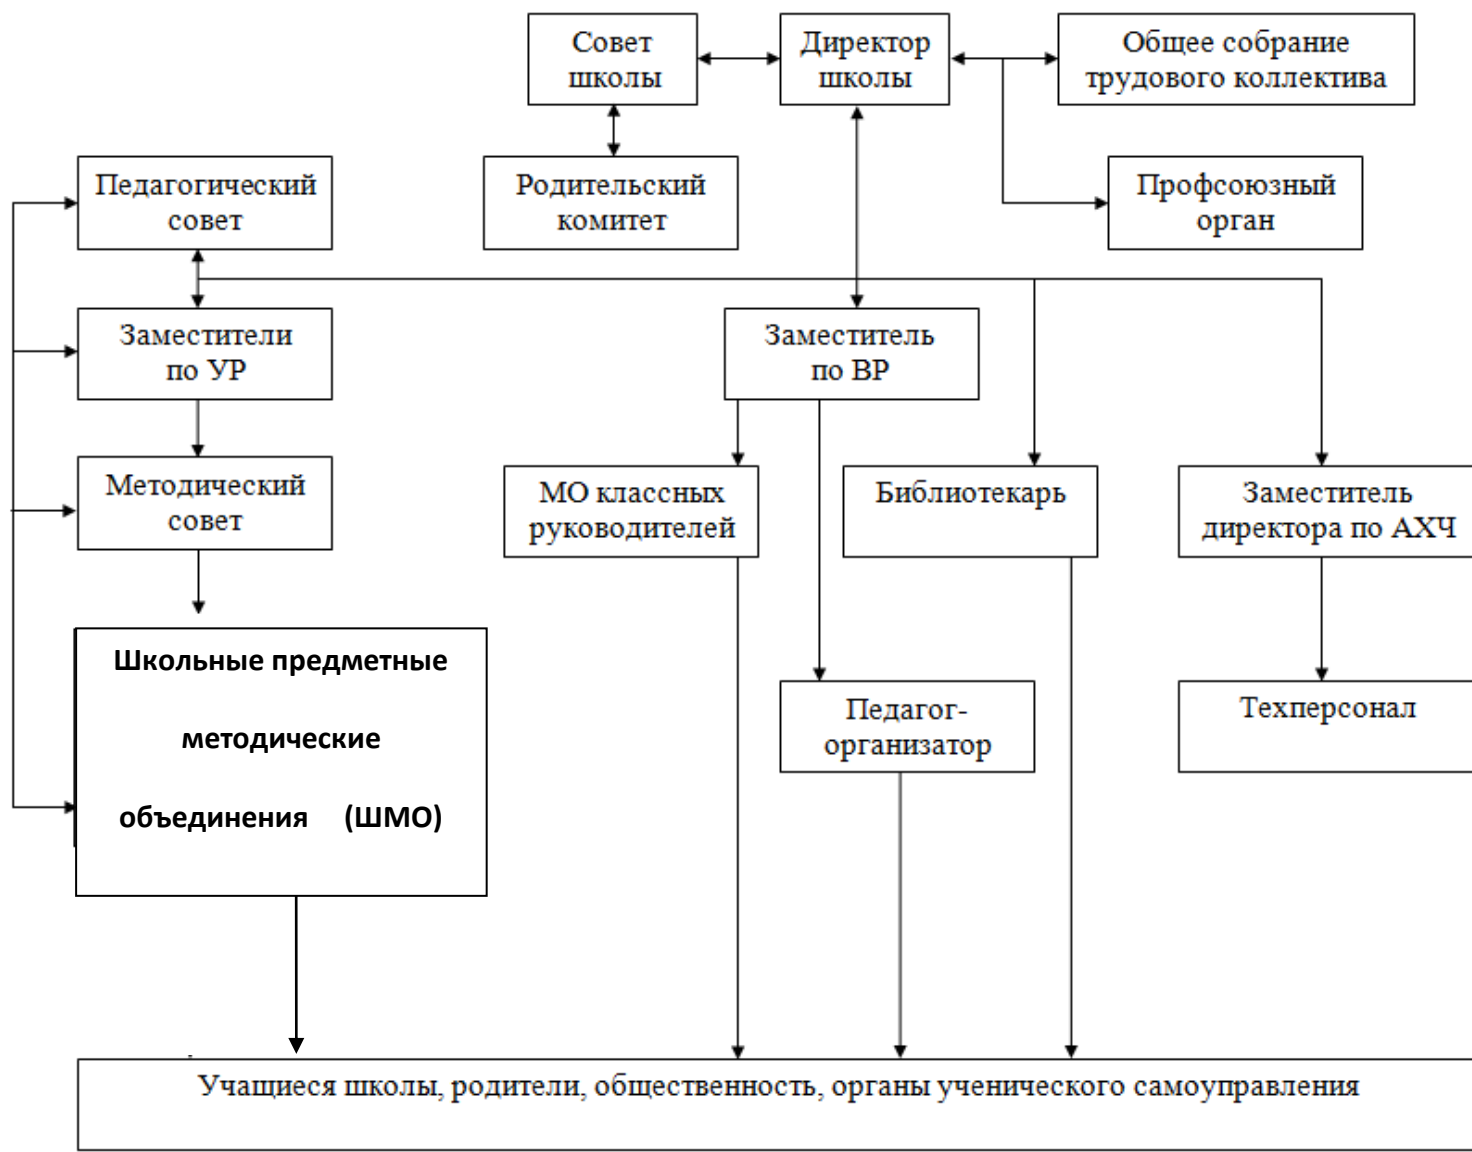 Совет
школы
Директор
школы
Общее собрание
трудового коллектива
Педагогический
совет
Родительский
комитет
Профсоюзный
орган
Заместители
по УР
Заместитель
по ВР
Методический
совет
МО классных
руководителей
Библиотекарь
Заместитель
директора по АХЧ
Школьные предметные
методические
объединения (ШМО)
Педагог-
организатор
Техперсонал
Учащиеся школы, родители, общественность, органы ученического самоуправления